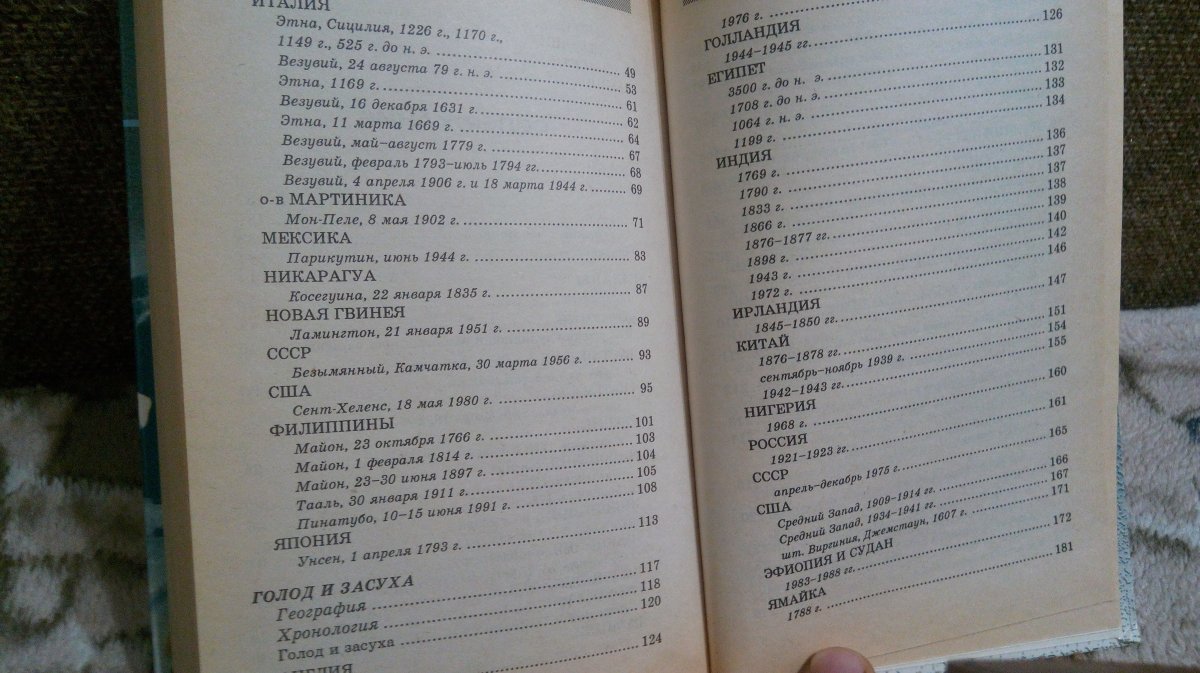 ИТАЛИЯ
Этна, Сицилия, 1226 г., 1170 г.,
1149 г., 525 г. до н. э. 49
Везувий, 24 августа 79 г. н. э. 53
Этна, 1169 г. 61
Везувий, 16 декабря 1631 г. 62
Этна, 11 марта 1669 г. 64
Везувий, май–август 1779 г. 67
Везувий, февраль 1793–июль 1794 гг. 68
Везувий, 4 апреля 1906 г. и 18 марта 1944 г. 69
о-в МАРТИНИКА
Мон-Пеле, 8 мая 1902 г. 71
МЕКСИКА
Парикутин, июнь 1944 г. 83
НИКАРАГУА
Косегуина, 22 января 1835 г. 87
НОВАЯ ГВИНЕЯ
Ламингтон, 21 января 1951 г. 89
СССР
Безымянный, Камчатка, 30 марта 1956 г. 93
США
Сент-Хеленс, 18 мая 1980 г. 95
ФИЛИППИНЫ
Майон, 23 октября 1766 г. 101
Майон, 1 февраля 1814 г. 103
Майон, 23–30 июня 1897 г. 104
Тааль, 30 января 1911 г. 105
Пинатубо, 10–15 июня 1991 г. 108
ЯПОНИЯ
Унсен, 1 апреля 1793 г. 113
ГОЛОД И ЗАСУХА
География 117
Хронология 118
Голод и засуха 120
124
1976 г. 126
ГОЛЛАНДИЯ
1944–1945 гг. 131
ЕГИПЕТ
3500 г. до н. э. 132
1708 г. до н. э. 133
1064 г. н. э. 134
1199 г. 136
ИНДИЯ
1769 г. 137
1790 г. 137
1833 г. 138
1866 г. 139
1876–1877 гг. 140
1898 г. 142
1943 г. 146
1972 г. 147
ИРЛАНДИЯ
1845–1850 гг. 151
КИТАЙ
1876–1878 гг. 154
сентябрь–ноябрь 1939 г. 155
1942–1943 гг. 160
НИГЕРИЯ
1968 г. 161
РОССИЯ
1921–1923 гг. 165
СССР
апрель–декабрь 1975 г. 166
США
Средний Запад, 1909–1914 гг. 167
Средний Запад, 1934–1941 гг. 171
шт. Виргиния, Джемстаун, 1607 г. 172
ЭФИОПИЯ И СУДАН
1983–1988 гг. 181
ЯМАЙКА
1788 г.